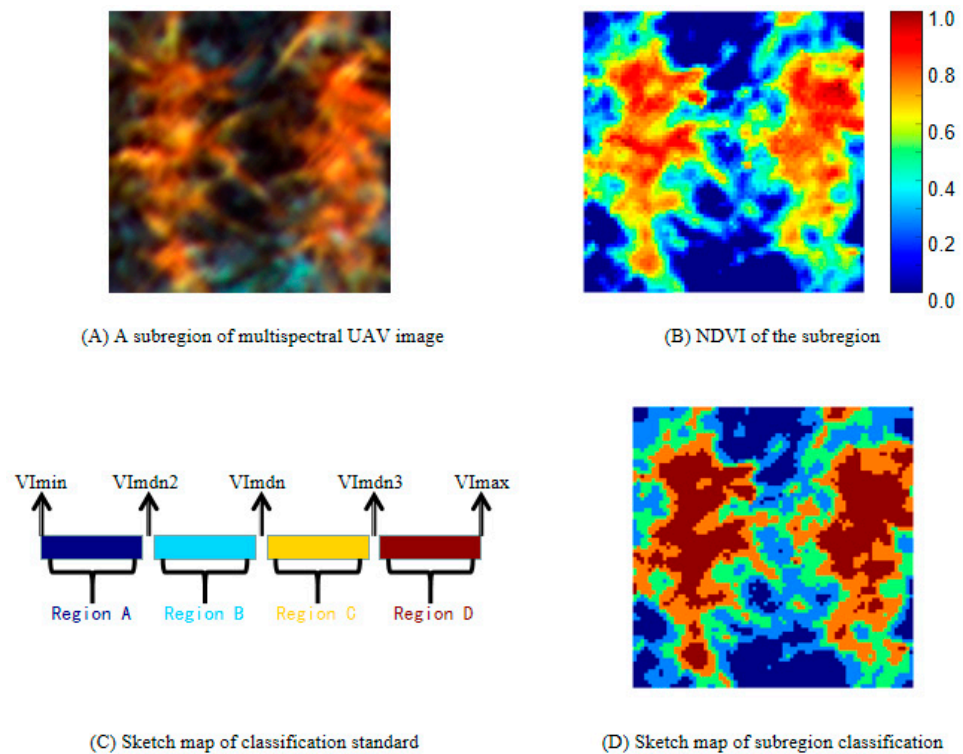 1.0
0.8
0.6
0.4
0.2
0.0
(A) A subregion of multispectral UAV image
(B) NDVI of the subregion
VImin VImdn2 VImdn VImdn3 VImax
Region A Region B Region C Region D
(C) Sketch map of classification standard
(D) Sketch map of subregion classification